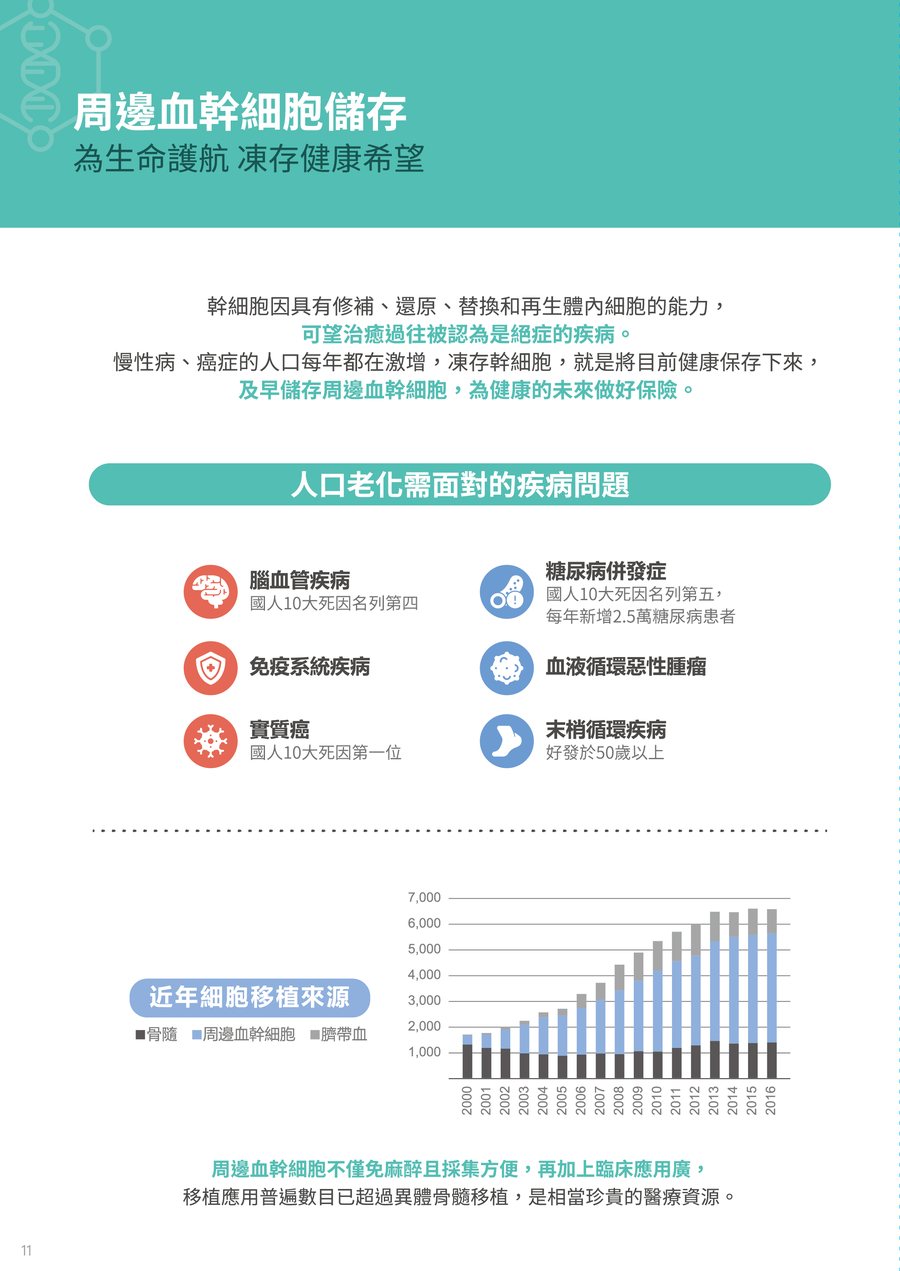 周邊血幹細胞儲存
為生命護航 凍存健康希望
幹細胞因具有修補、還原、替換和再生體內細胞的能力，
可望治癒過往被認為是絕症的疾病。
慢性病、癌症的人口每年都在激增，凍存幹細胞，就是將目前健康保存下來，
及早儲存周邊血幹細胞，為健康的未來做好保險。
人口老化需面對的疾病問題
腦血管疾病
國人10大死因名列第四
糖尿病併發症
國人10大死因名列第五，
每年新增2.5萬糖尿病患者
免疫系統疾病
血液循環惡性腫瘤
實質癌
國人10大死因第一位
末梢循環疾病
好發於50歲以上
近年細胞移植來源
■骨隨 ■周邊血幹細胞 ■臍帶血
7,000
6,000
5,000
4,000
3,000
2,000
1,000
2000 2001 2002 2003 2004 2005 2006 2007 2008 2009 2010 2011 2012 2013 2014 2015 2016
周邊血幹細胞不僅免麻醉且採集方便，再加上臨床應用廣，
移植應用普遍數目已超過異體骨髓移植，是相當珍貴的醫療資源。
11